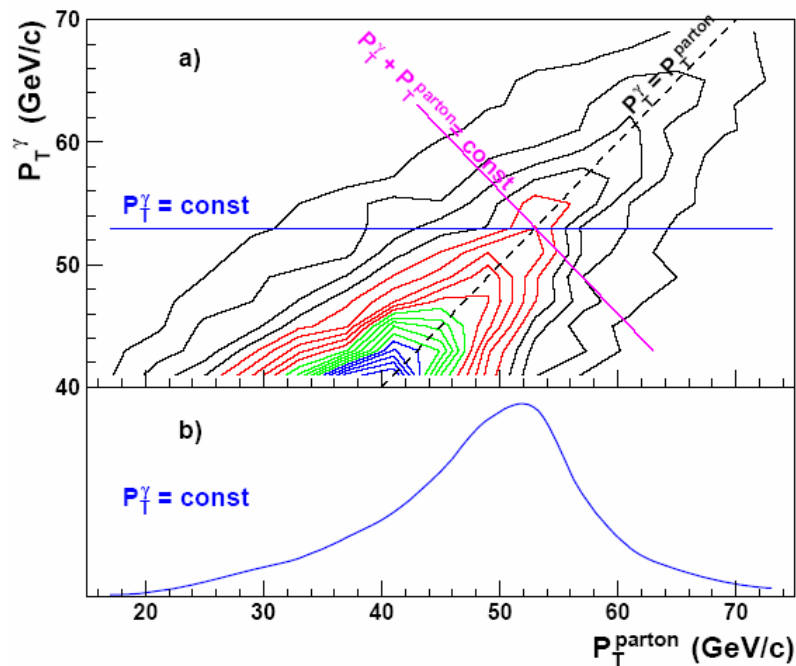 70
60
50
40
P_T^γ (GeV/c)
a)
P_T^γ + P_T^parton = const
P_T^γ = P_T^parton
P_T^γ = const
b)
P_T^γ = const
20 30 40 50 60 70
P_T^parton (GeV/c)